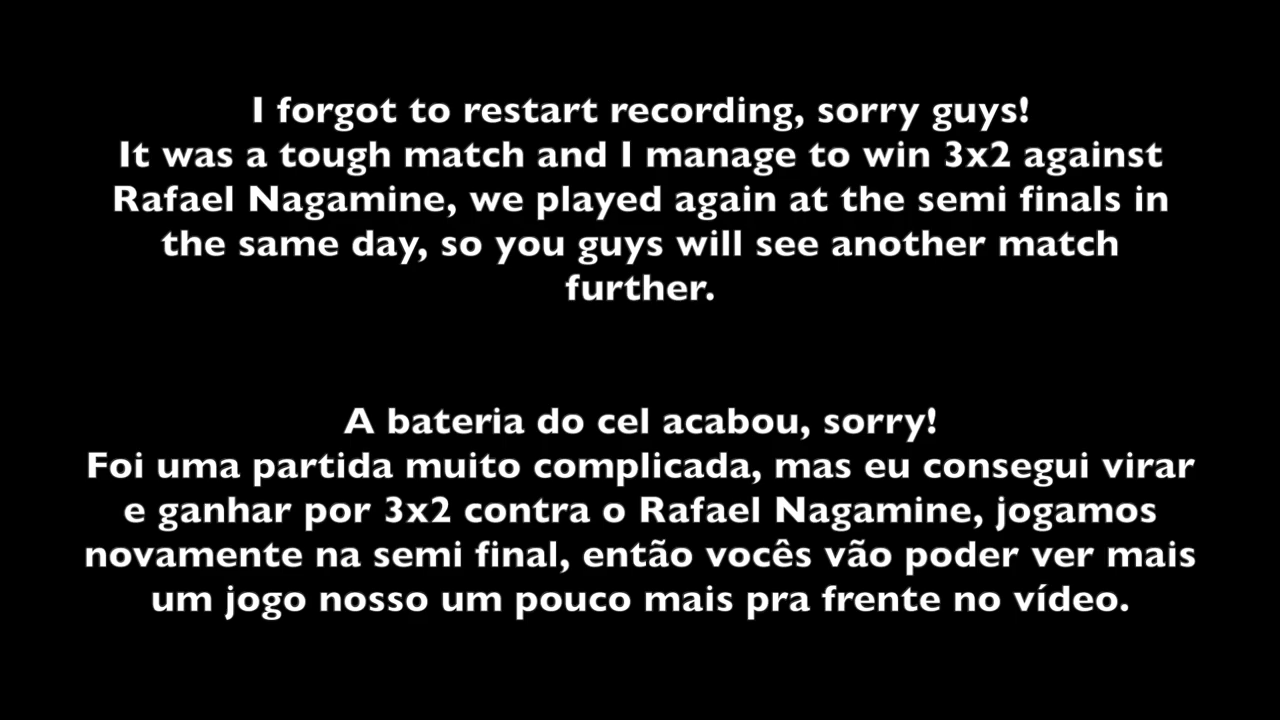 I forgot to restart recording, sorry guys!
It was a tough match and I manage to win 3x2 against
Rafael Nagamine, we played again at the semi finals in
the same day, so you guys will see another match
further.
A bateria do cel acabou, sorry!
Foi uma partida muito complicada, mas eu consegui virar
e ganhar por 3x2 contra o Rafael Nagamine, jogamos
novamente na semi final, então vocês vão poder ver mais
um jogo nosso um pouco mais pra frente no vídeo.